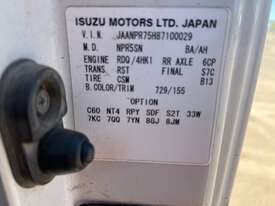 ISUZU MOTORS LTD. JAPAN
V.I.N. JAANPR75H87100029
M.D. NPR5SN BA/AH
ENGINE RDQ/4HK1 RR AXLE 6CP
TRANS. RST FINAL S7C
TIRE CSM B13
B.COLOR/TRIM 729/155
OPTION
C60 NT4 RPY SDF S2T 33W
7KC 7QQ 7YN 8GJ 8JM